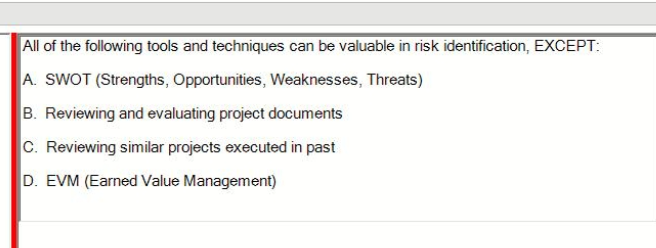 All of the following tools and techniques can be valuable in risk identification, EXCEPT:
A. SWOT (Strengths, Opportunities, Weaknesses, Threats)
B. Reviewing and evaluating project documents
C. Reviewing similar projects executed in past
D. EVM (Earned Value Management)